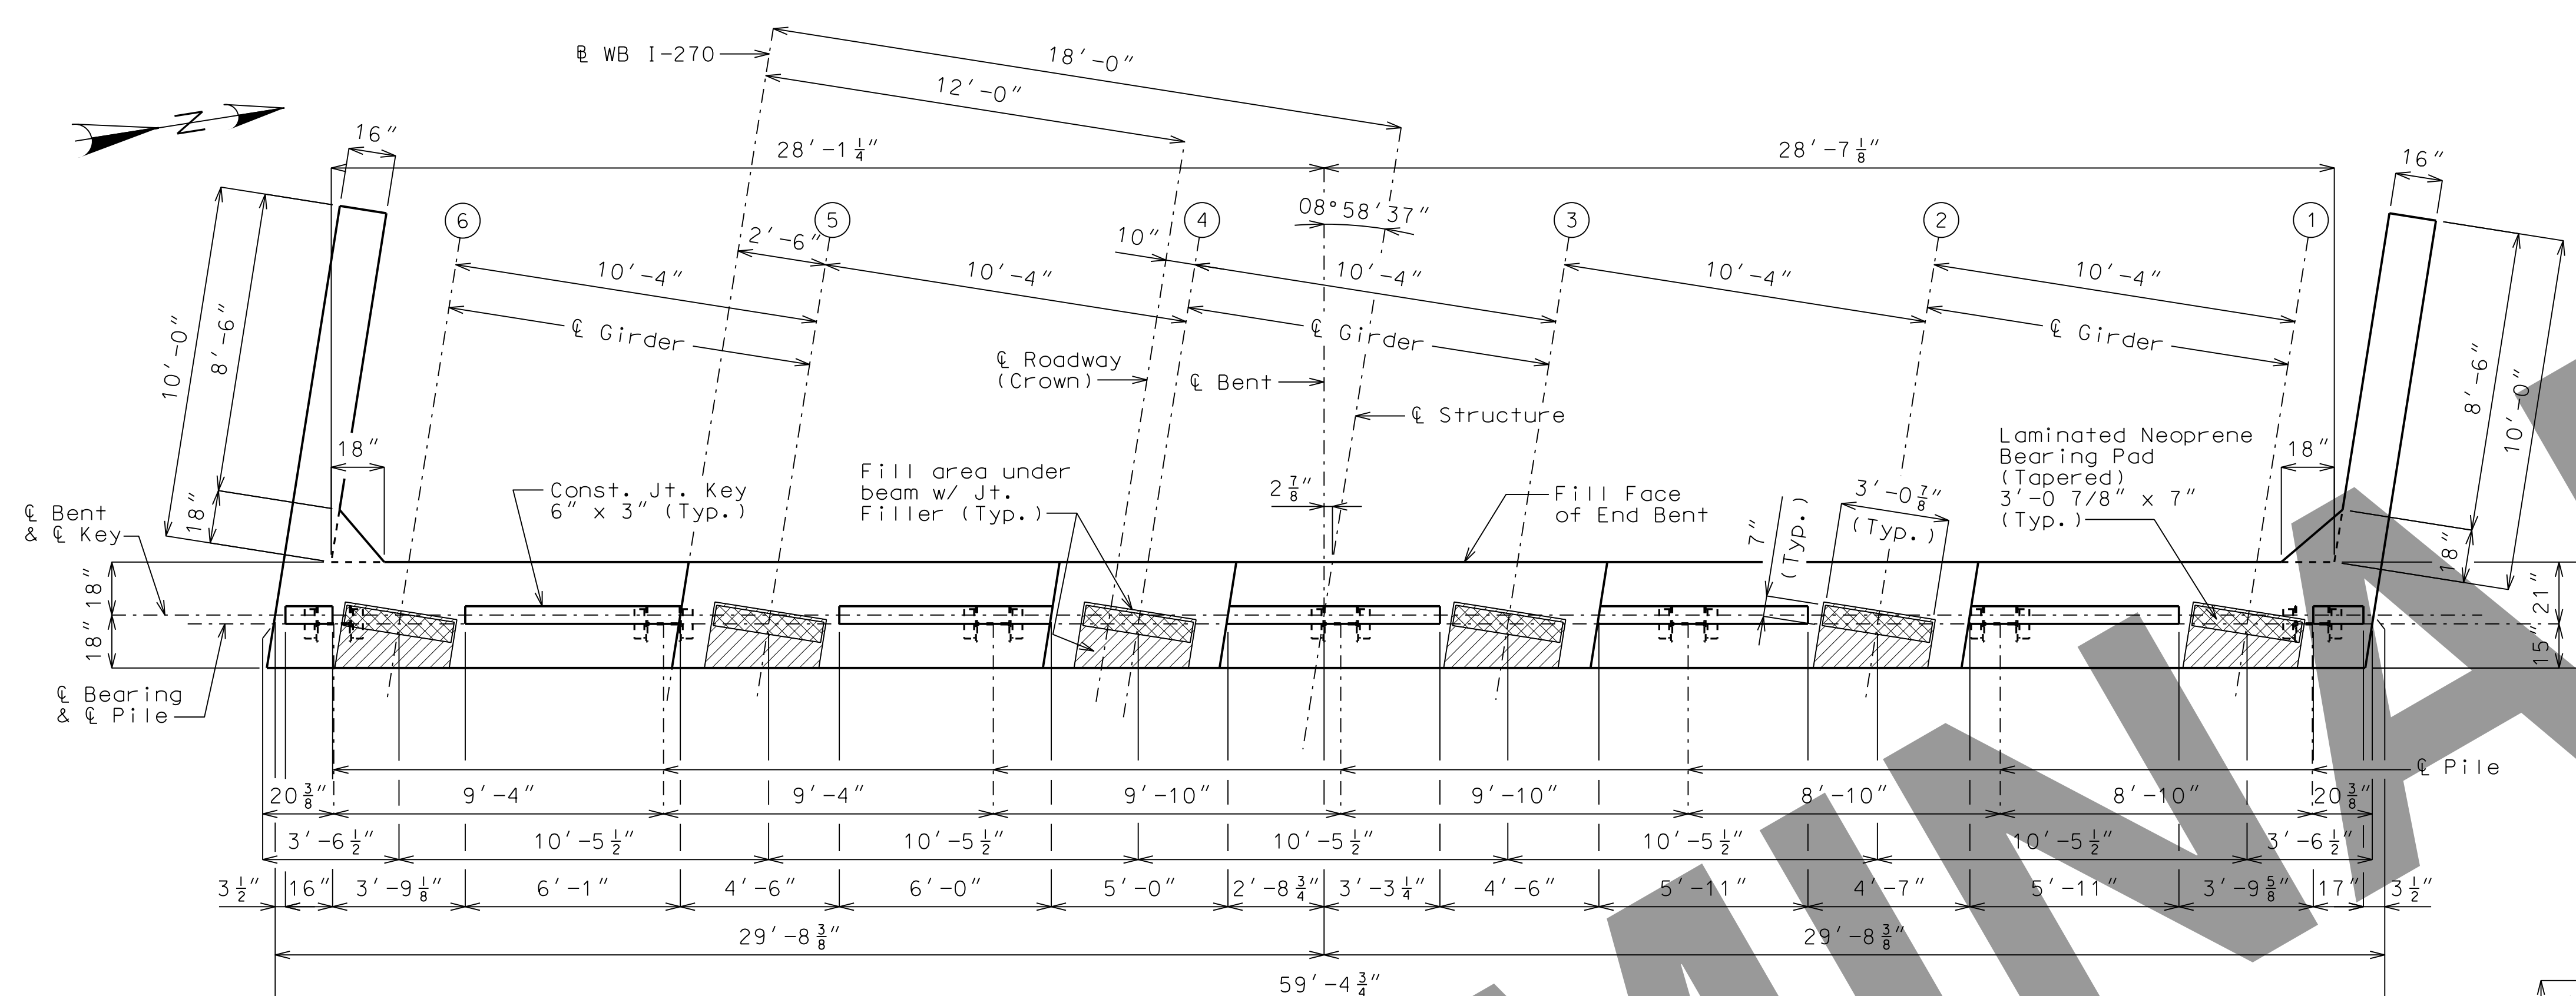 ℄ WB I-270
18'-0"
12'-0"
N
16"
28'-1 1/4"
28'-7 1/8"
16"
08°58'37"
6
5
4
3
2
1
2'-6"
10"
10'-4"
10'-4"
10'-4"
10'-4"
10'-4"
℄ Girder
℄ Girder
℄ Girder
10'-0"
8'-6"
8'-6"
10'-0"
℄ Roadway
(Crown)
℄ Bent
℄ Structure
18"
18"
18"
18"
Const. Jt. Key
6" x 3" (Typ.)
Fill area under
beam w/ Jt.
Filler (Typ.)
2 7/8"
Fill Face
of End Bent
7"
(Typ.)
3'-0 7/8"
(Typ.)
Laminated Neoprene
Bearing Pad
(Tapered)
3'-0 7/8" x 7"
(Typ.)
℄ Bent
& ℄ Key
18"
18"
21"
15"
℄ Bearing
& ℄ Pile
℄ Pile
20 3/8"
9'-4"
9'-4"
9'-10"
9'-10"
8'-10"
8'-10"
20 3/8"
3'-6 1/2"
10'-5 1/2"
10'-5 1/2"
10'-5 1/2"
10'-5 1/2"
10'-5 1/2"
3'-6 1/2"
3 1/2"
16"
3'-9 1/8"
6'-1"
4'-6"
6'-0"
5'-0"
2'-8 3/4"
3'-3 1/4"
4'-6"
5'-11"
4'-7"
5'-11"
3'-9 5/8"
17"
3 1/2"
29'-8 3/8"
29'-8 3/8"
59'-4 3/4"